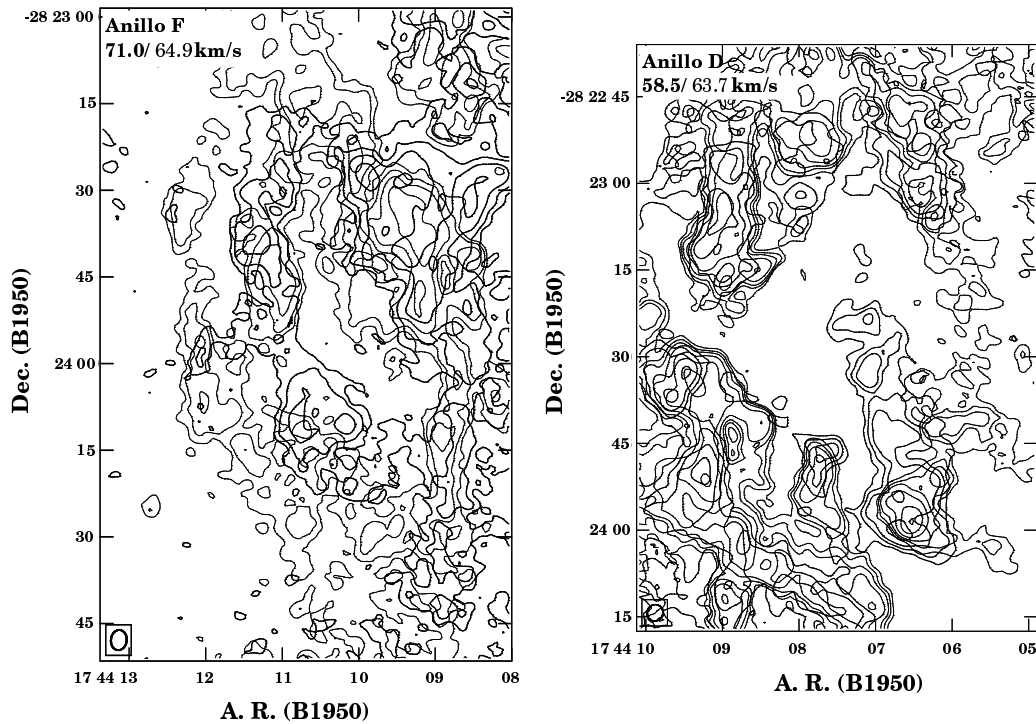 Anillo F
71.0/ 64.9km/s
-28 23 00
15
30
45
24 00
15
30
45
Dec. (B1950)
17 44 13
12
11
10
09
08
A. R. (B1950)
Anillo D
58.5/ 63.7 km/s
-28 22 45
23 00
15
30
45
24 00
15
Dec. (B1950)
17 44 10
09
08
07
06
05
A. R. (B1950)